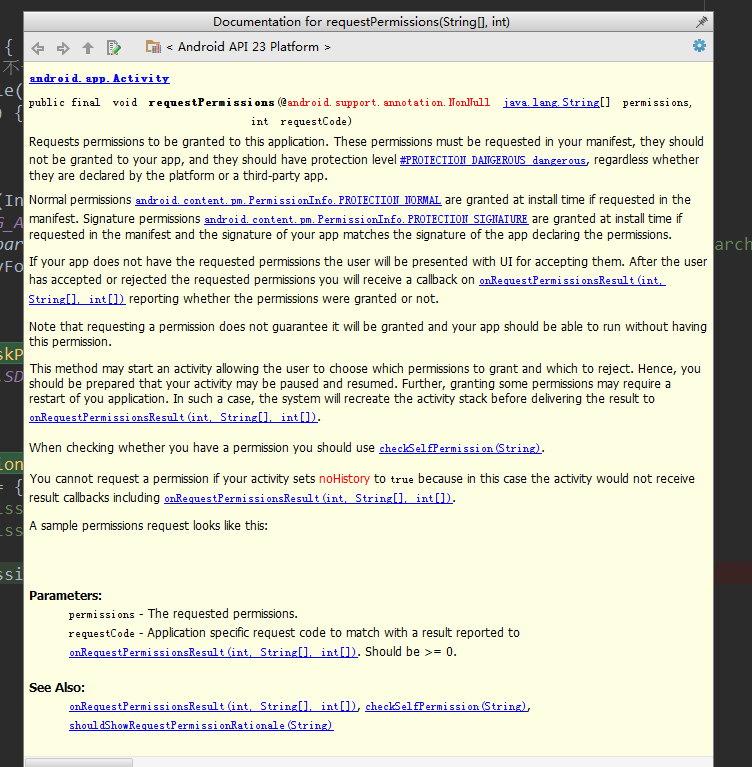 Documentation for requestPermissions(String[], int)
< Android API 23 Platform >
android.app.Activity
public final void requestPermissions(@android.support.annotation.NonNull java.lang.String[] permissions,
int requestCode)
Requests permissions to be granted to this application. These permissions must be requested in your manifest, they should
not be granted to your app, and they should have protection level #PROTECTION_DANGEROUS dangerous, regardless whether
they are declared by the platform or a third-party app.
Normal permissions android.content.pm.PermissionInfo.PROTECTION_NORMAL are granted at install time if requested in the
manifest. Signature permissions android.content.pm.PermissionInfo.PROTECTION_SIGNATURE are granted at install time if
requested in the manifest and the signature of your app matches the signature of the app declaring the permissions.
If your app does not have the requested permissions the user will be presented with UI for accepting them. After the user
has accepted or rejected the requested permissions you will receive a callback on onRequestPermissionsResult(int,
String[], int[]) reporting whether the permissions were granted or not.
Note that requesting a permission does not guarantee it will be granted and your app should be able to run without having
this permission.
This method may start an activity allowing the user to choose which permissions to grant and which to reject. Hence, you
should be prepared that your activity may be paused and resumed. Further, granting some permissions may require a
restart of you application. In such a case, the system will recreate the activity stack before delivering the result to
onRequestPermissionsResult(int, String[], int[]).
When checking whether you have a permission you should use checkSelfPermission(String).
You cannot request a permission if your activity sets noHistory to true because in this case the activity would not receive
result callbacks including onRequestPermissionsResult(int, String[], int[]).
A sample permissions request looks like this:
Parameters:
permissions - The requested permissions.
requestCode - Application specific request code to match with a result reported to
onRequestPermissionsResult(int, String[], int[]). Should be >= 0.
See Also:
onRequestPermissionsResult(int, String[], int[]), checkSelfPermission(String),
shouldShowRequestPermissionRationale(String)
{
不
le(
) {
(In
G_A
par
arch
yFo
skP
.SD
ion
= {
iss
iss
ssi